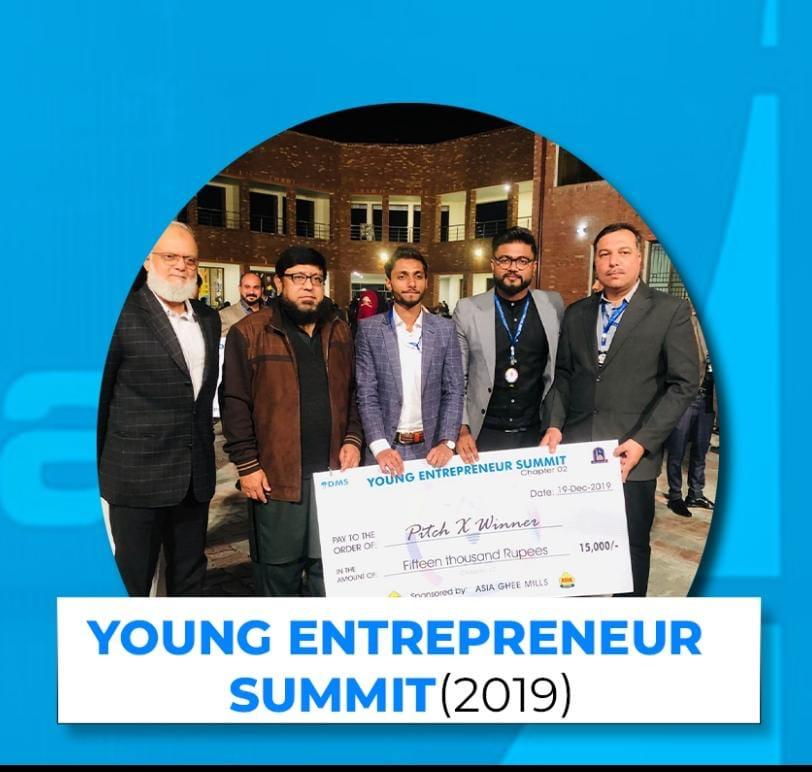 DMS YOUNG ENTREPRENEUR SUMMIT
Chapter 02
Date: 19-Dec-2019
PAY TO THE
ORDER OF: Pitch X Winner
IN THE
AMOUNT OF: Fifteen thousand Rupees 15,000/-
Sponsored by: ASIA GHEE MILLS
YOUNG ENTREPRENEUR
SUMMIT(2019)